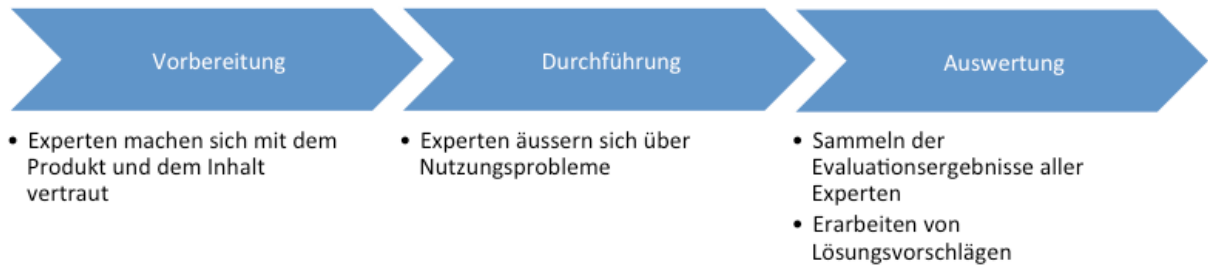 Vorbereitung
• Experten machen sich mit dem
Produkt und dem Inhalt
vertraut
Durchführung
• Experten äussern sich über
Nutzungsprobleme
Auswertung
• Sammeln der
Evaluationsergebnisse aller
Experten
• Erarbeiten von
Lösungsvorschlägen